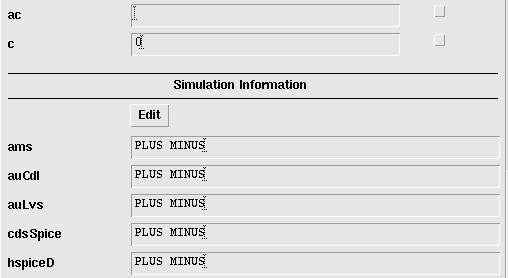 ac
c 0
Simulation Information
Edit
ams PLUS MINUS
auCdl PLUS MINUS
auLvs PLUS MINUS
cdsSpice PLUS MINUS
hspiceD PLUS MINUS